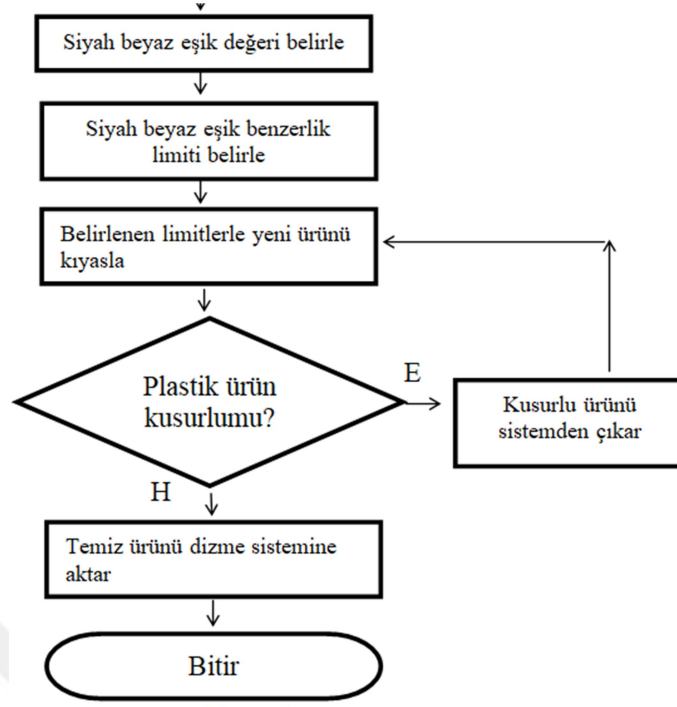 Siyah beyaz eşik değeri belirle
Siyah beyaz eşik benzerlik
limiti belirle
Belirlenen limitlerle yeni ürünü
kıyasla
Plastik ürün
kusurlumu?
E
Kusurlu ürünü
sistemden çıkar
H
Temiz ürünü dizme sistemine
aktar
Bitir